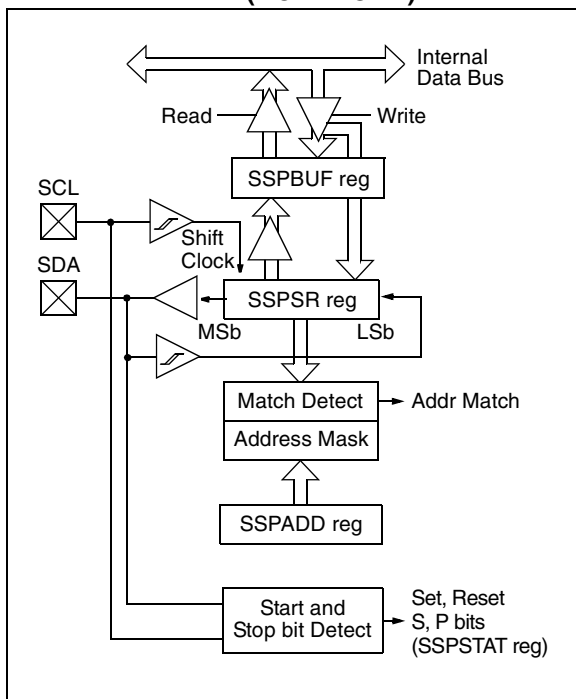 Internal
Data Bus
Read
Write
SSPBUF reg
SCL
Shift
Clock
SDA
SSPSR reg
MSb
LSb
Match Detect
Addr Match
Address Mask
SSPADD reg
Start and
Stop bit Detect
Set, Reset
S, P bits
(SSPSTAT reg)